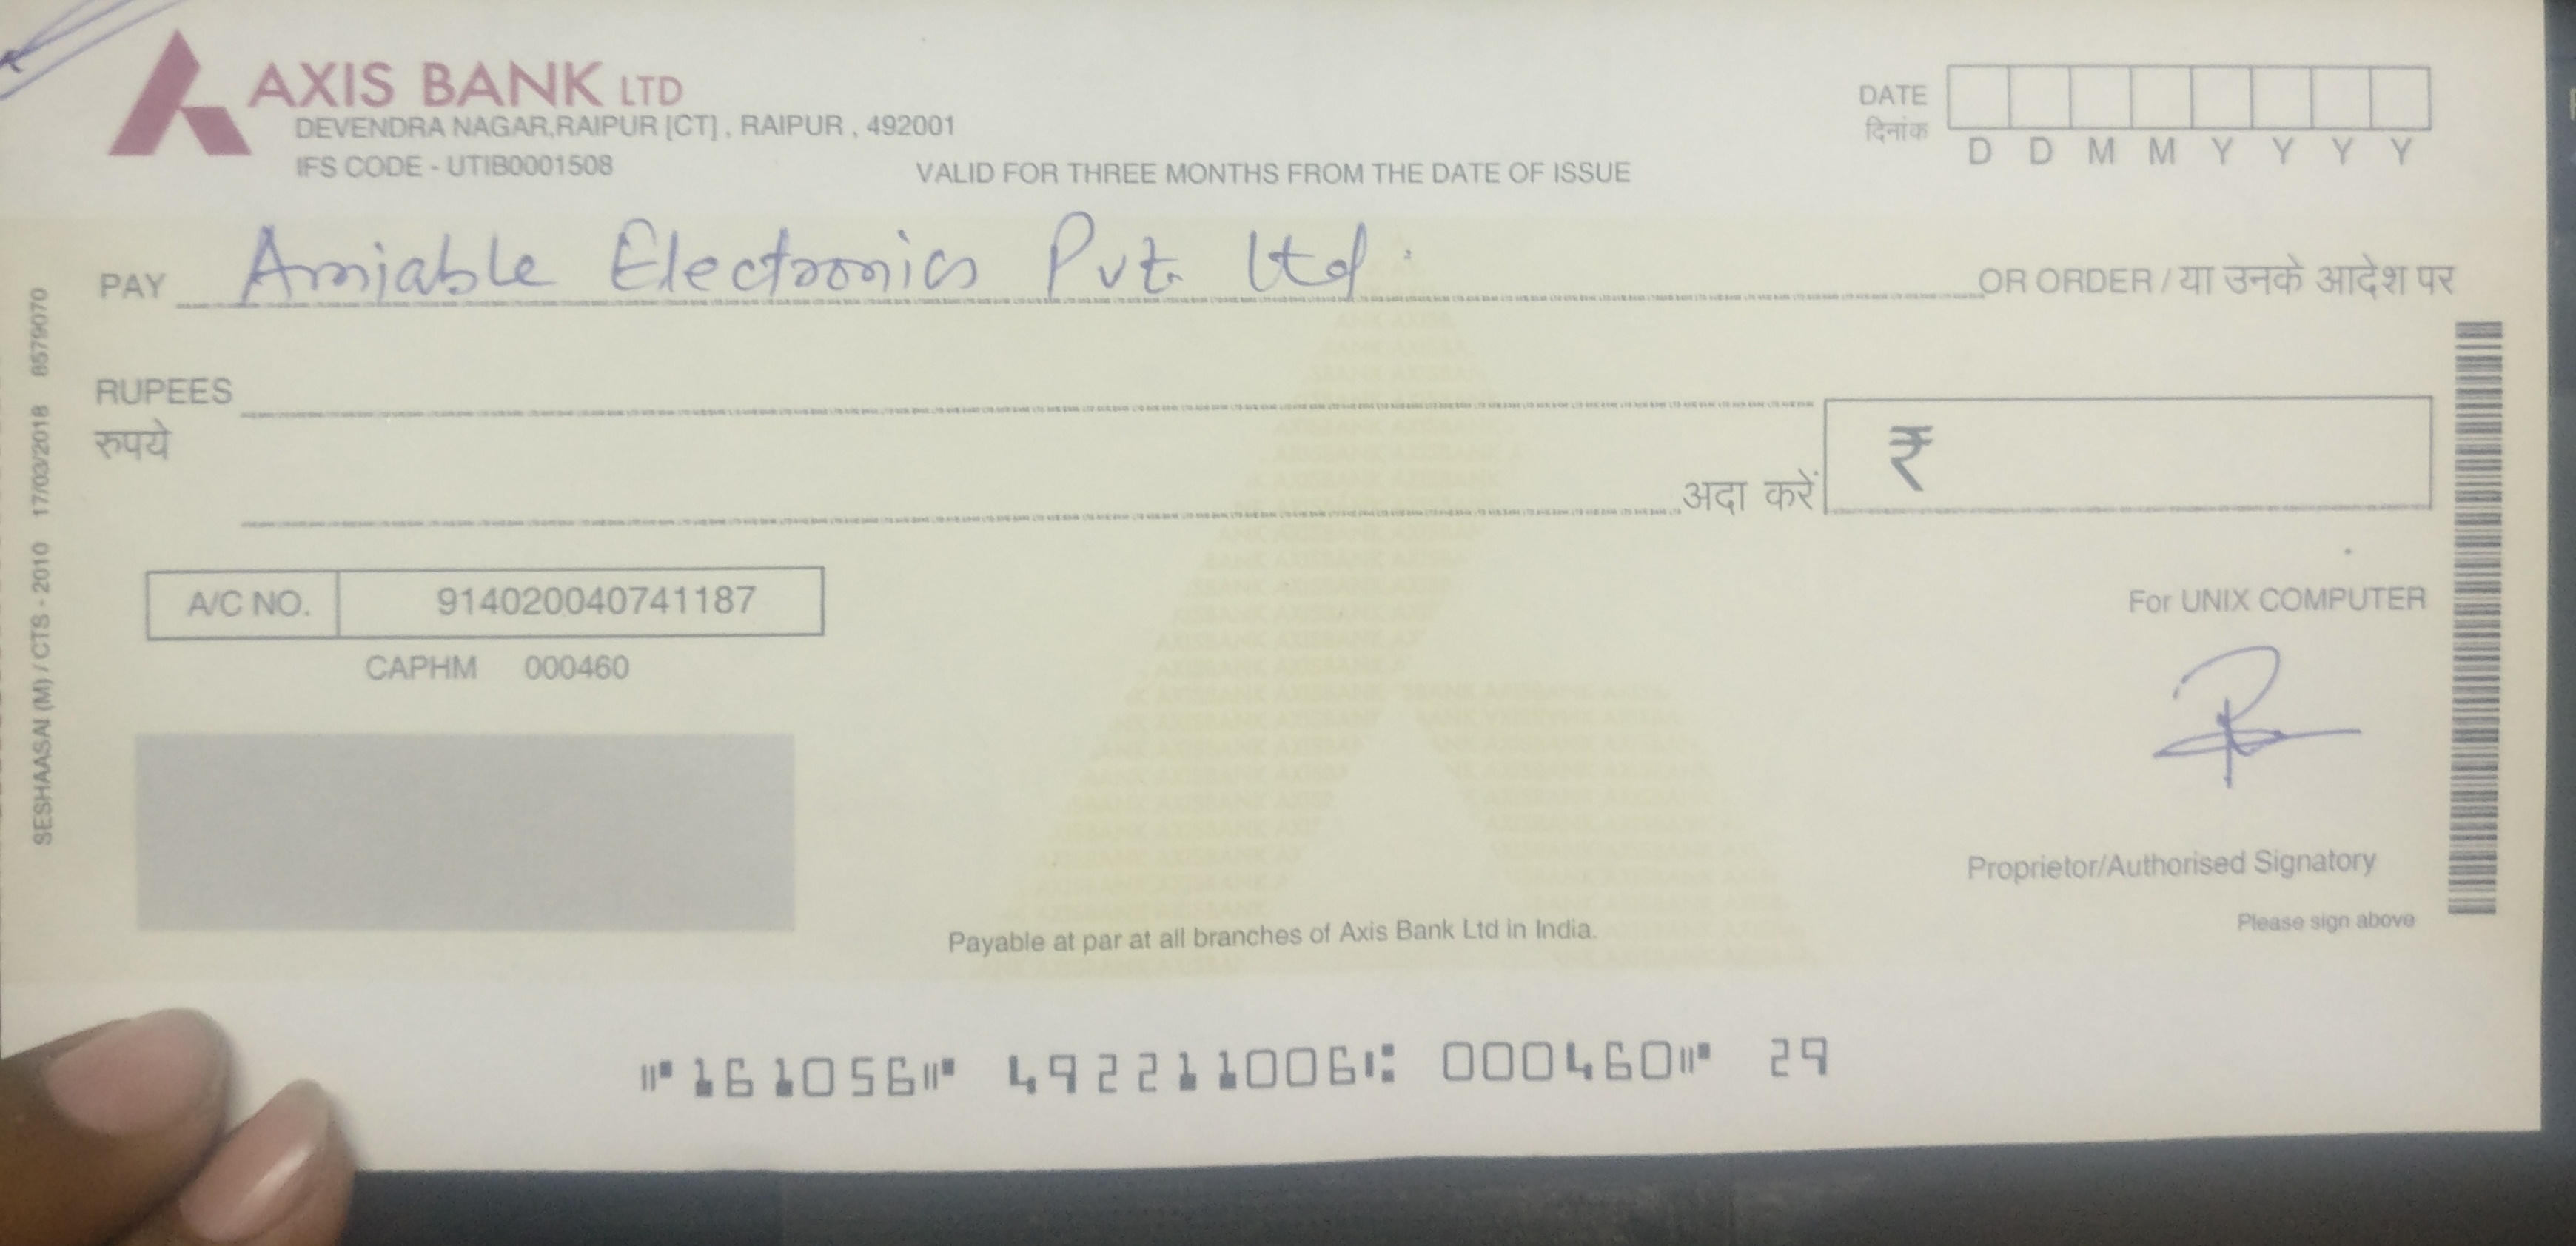 AXIS BANK LTD
DEVENDRA NAGAR,RAIPUR [CT] , RAIPUR , 492001
IFS CODE - UTIB0001508
VALID FOR THREE MONTHS FROM THE DATE OF ISSUE
DATE
दिनांक
D D M M Y Y Y Y
PAY Amiable Electronics Pvt. Ltd. OR ORDER / या उनके आदेश पर
RUPEES
रुपये
अदा करें ₹
A/C NO. 914020040741187
CAPHM 000460
For UNIX COMPUTER
Proprietor/Authorised Signatory
Please sign above
Payable at par at all branches of Axis Bank Ltd in India.
SESHAASAI (M) / CTS - 2010 17/03/2018 8579070
⑈161056⑈ 492211006⑆ 000460⑈ 29